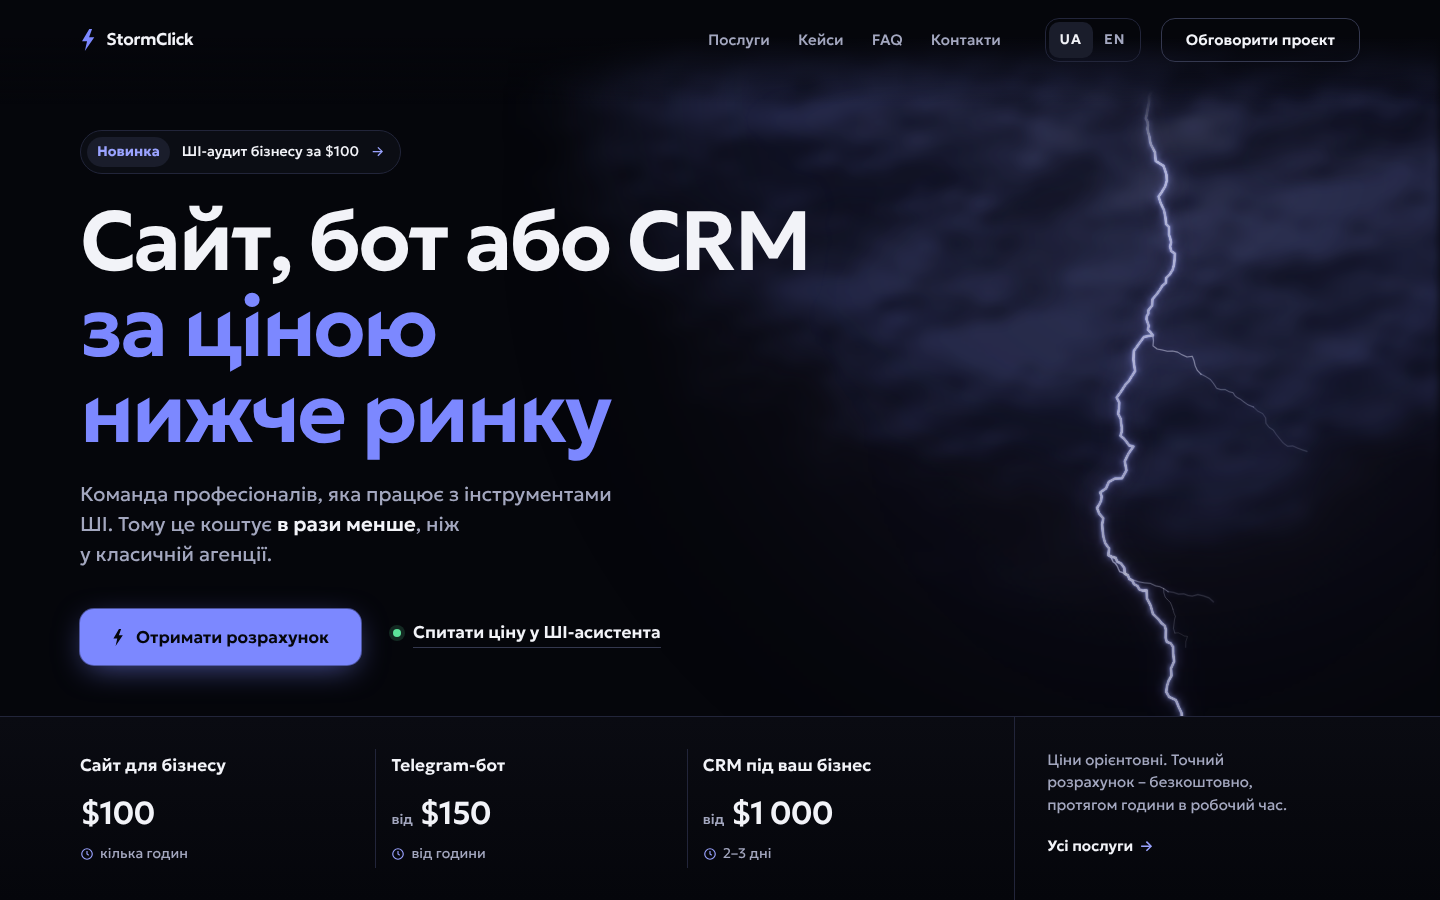 StormClick
Послуги
Кейси
FAQ
Контакти
UA
EN
Обговорити проєкт
Новинка
ШІ-аудит бізнесу за $100 →
Сайт, бот або CRM
за ціною
нижче ринку
Команда професіоналів, яка працює з інструментами
ШІ. Тому це коштує в рази менше, ніж
у класичній агенції.
Отримати розрахунок
Спитати ціну у ШІ-асистента
Сайт для бізнесу
$100
кілька годин
Telegram-бот
від $150
від години
CRM під ваш бізнес
від $1 000
2–3 дні
Ціни орієнтовні. Точний
розрахунок – безкоштовно,
протягом години в робочий час.
Усі послуги →